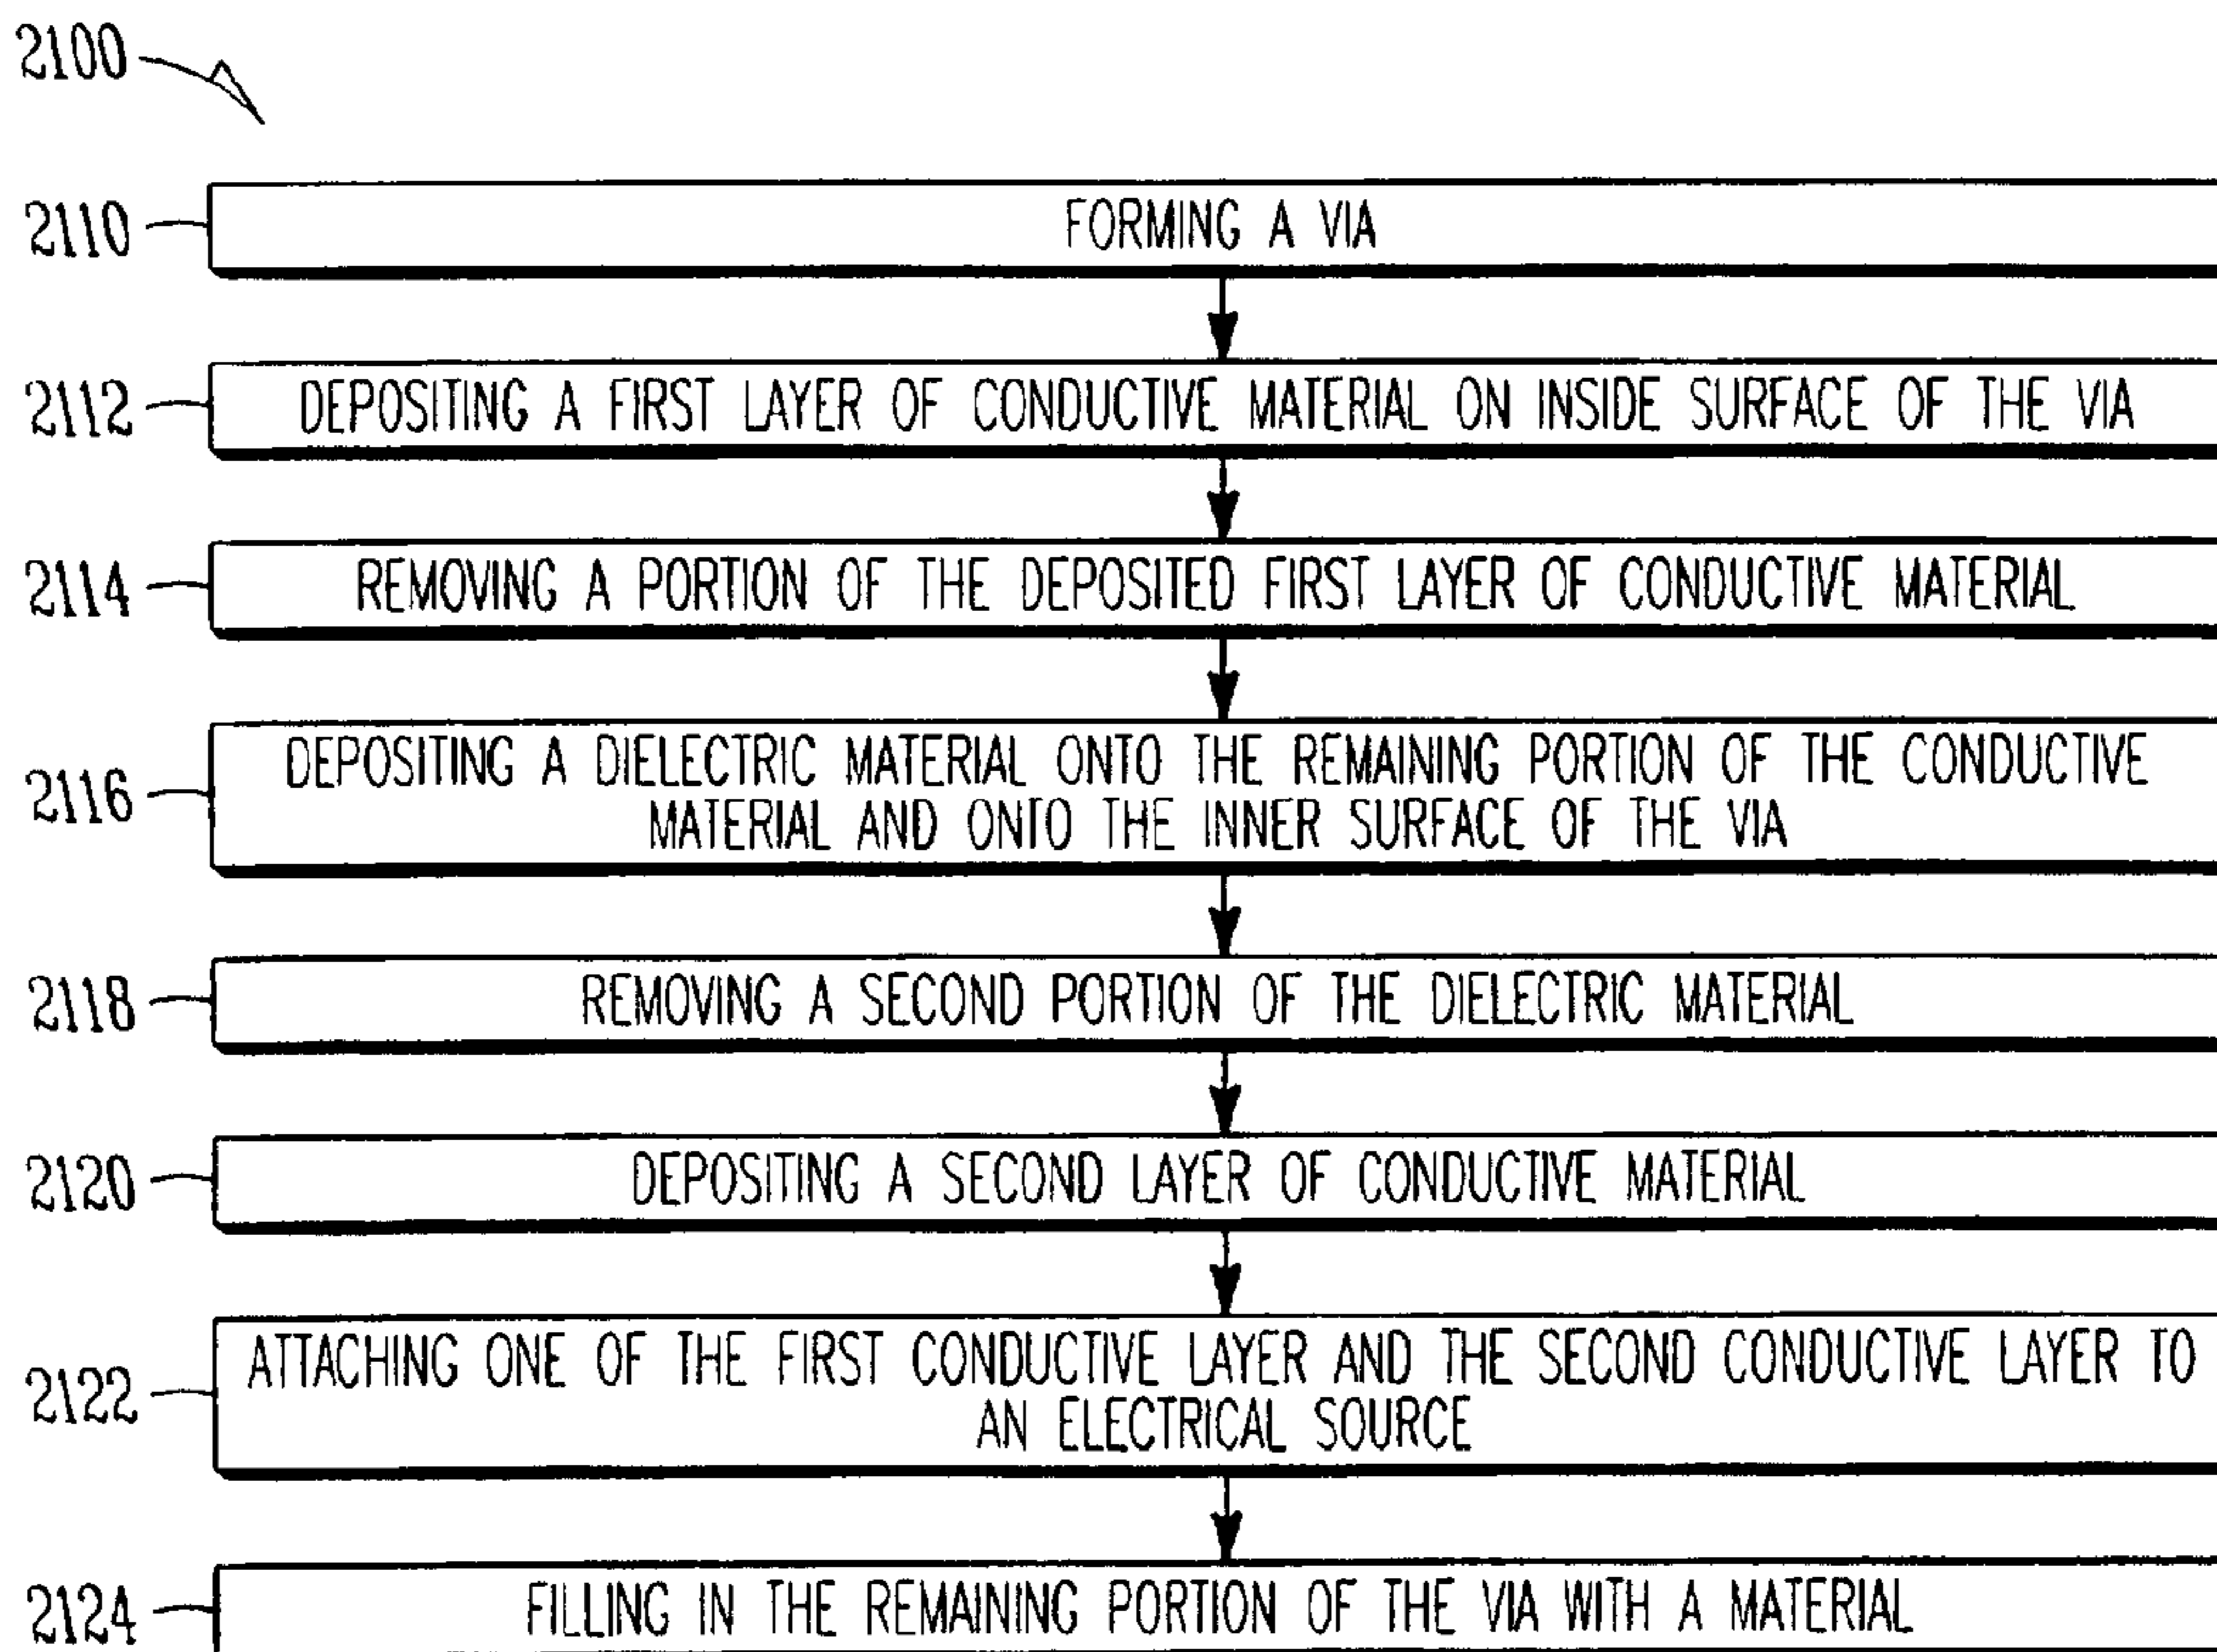 2100
2110
FORMING A VIA
2112
DEPOSITING A FIRST LAYER OF CONDUCTIVE MATERIAL ON INSIDE SURFACE OF THE VIA
2114
REMOVING A PORTION OF THE DEPOSITED FIRST LAYER OF CONDUCTIVE MATERIAL
2116
DEPOSITING A DIELECTRIC MATERIAL ONTO THE REMAINING PORTION OF THE CONDUCTIVE
MATERIAL AND ONTO THE INNER SURFACE OF THE VIA
2118
REMOVING A SECOND PORTION OF THE DIELECTRIC MATERIAL
2120
DEPOSITING A SECOND LAYER OF CONDUCTIVE MATERIAL
2122
ATTACHING ONE OF THE FIRST CONDUCTIVE LAYER AND THE SECOND CONDUCTIVE LAYER TO
AN ELECTRICAL SOURCE
2124
FILLING IN THE REMAINING PORTION OF THE VIA WITH A MATERIAL